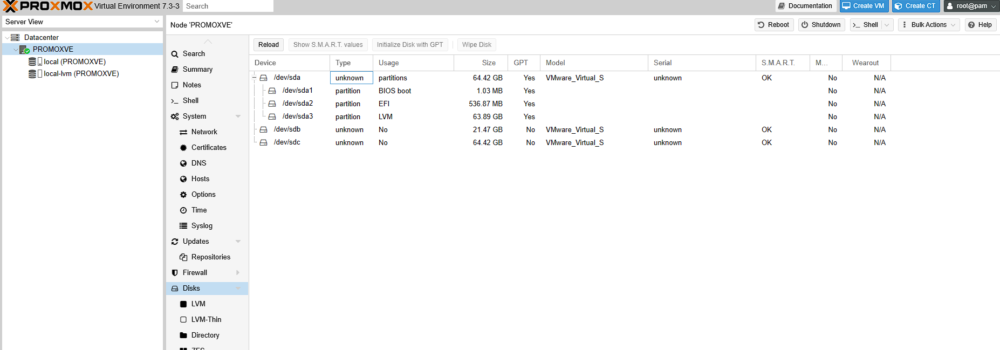 PROXMOX Virtual Environment 7.3-3 Search Documentation Create VM Create CT root@pam
Server View
Node 'PROMOXVE' Reboot Shutdown Shell Bulk Actions Help
Datacenter
PROMOXVE
local (PROMOXVE)
local-lvm (PROMOXVE)
Search
Summary
Notes
Shell
System
Network
Certificates
DNS
Hosts
Options
Time
Syslog
Updates
Repositories
Firewall
Disks
LVM
LVM-Thin
Directory
ZFS
Reload Show S.M.A.R.T. values Initialize Disk with GPT Wipe Disk
Device Type Usage Size GPT Model Serial S.M.A.R.T. M... Wearout
/dev/sda unknown partitions 64.42 GB Yes VMware_Virtual_S unknown OK No N/A
/dev/sda1 partition BIOS boot 1.03 MB Yes No N/A
/dev/sda2 partition EFI 536.87 MB Yes No N/A
/dev/sda3 partition LVM 63.89 GB Yes No N/A
/dev/sdb unknown No 21.47 GB No VMware_Virtual_S unknown OK No N/A
/dev/sdc unknown No 64.42 GB No VMware_Virtual_S unknown OK No N/A